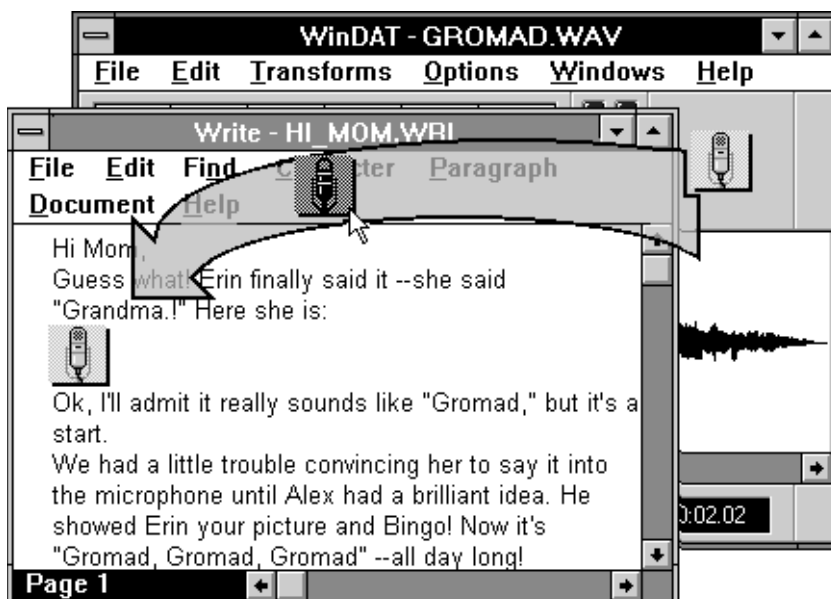 WinDAT - GROMAD.WAV
File Edit Transforms Options Windows Help
Write - HI_MOM.WRI
File Edit Find Paragraph
Document Help
Hi Mom,
Guess what! Erin finally said it --she said
"Grandma.!" Here she is:
Ok, I'll admit it really sounds like "Gromad," but it's a
start.
We had a little trouble convincing her to say it into
the microphone until Alex had a brilliant idea. He
showed Erin your picture and Bingo! Now it's
"Gromad, Gromad, Gromad" --all day long!
Page 1
0:02.02